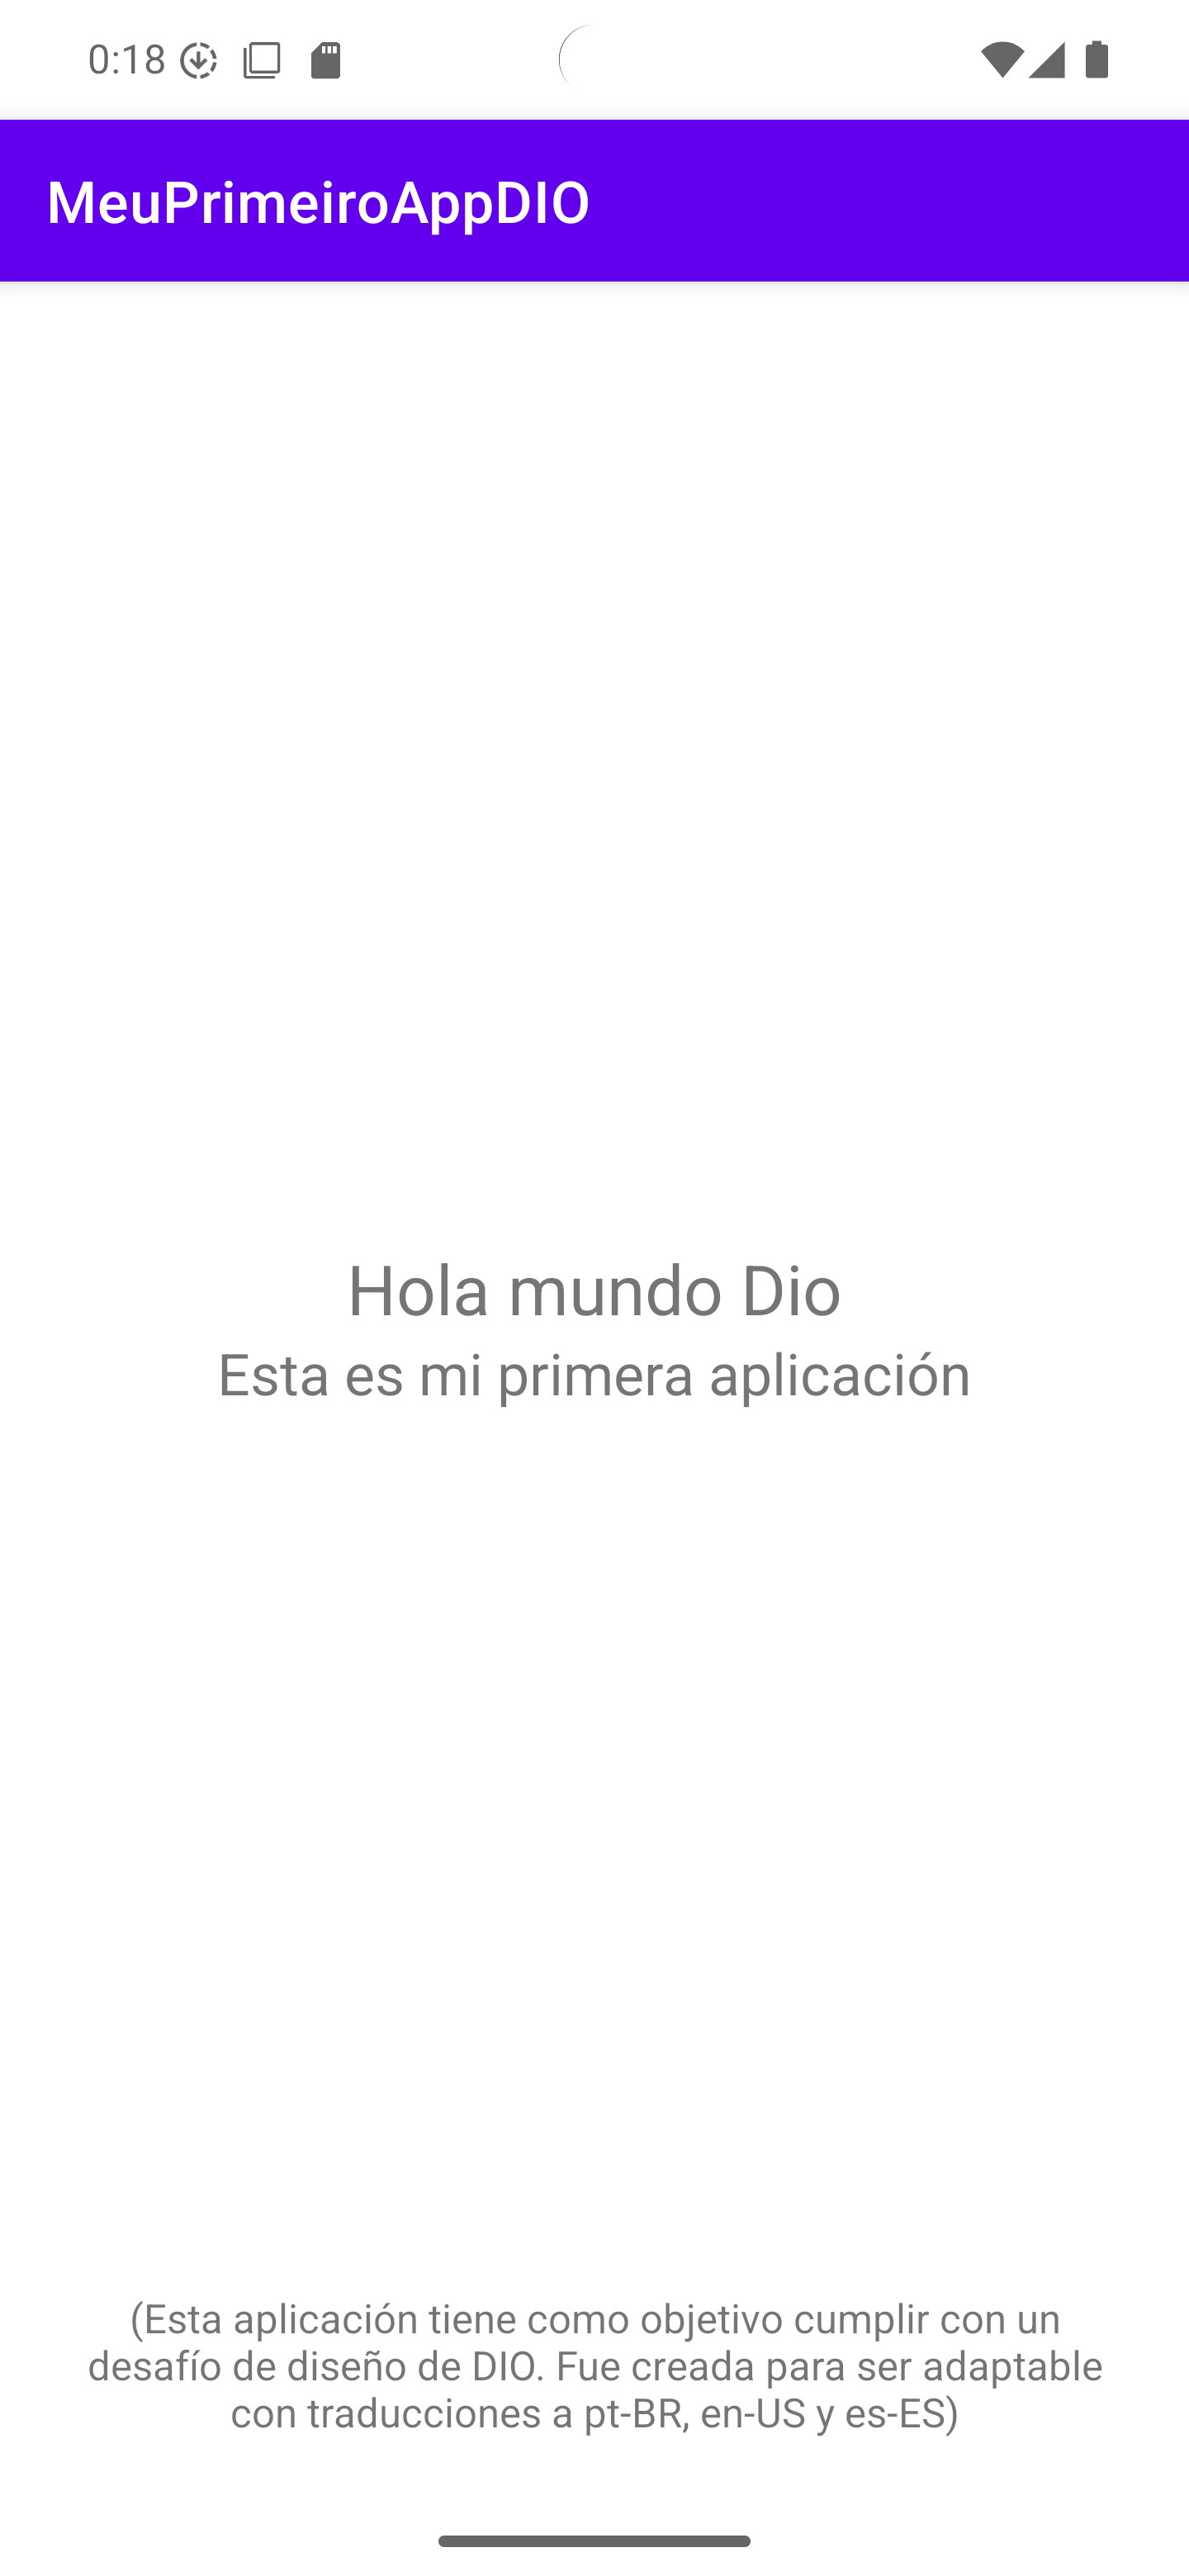 0:18
MeuPrimeiroAppDIO
Hola mundo Dio
Esta es mi primera aplicación
(Esta aplicación tiene como objetivo cumplir con un
desafío de diseño de DIO. Fue creada para ser adaptable
con traducciones a pt-BR, en-US y es-ES)